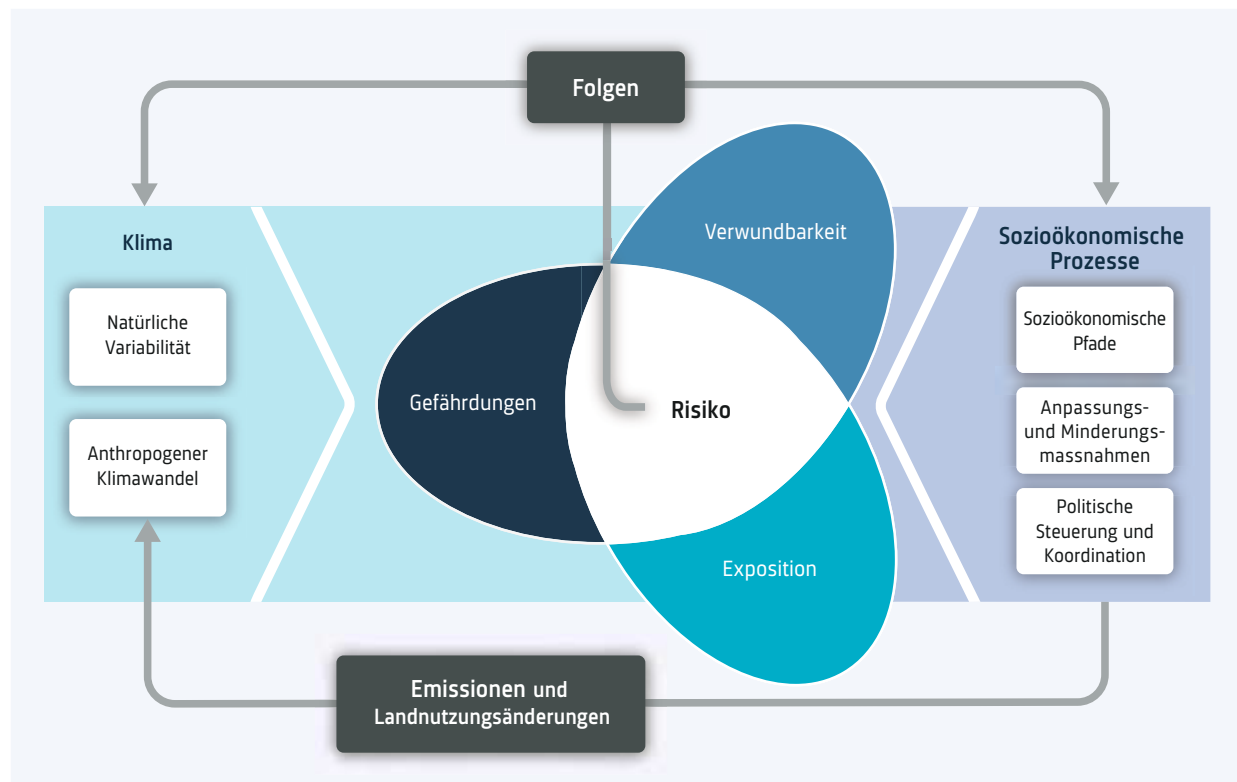 Folgen
Klima
Natürliche
Variabilität
Anthropogener
Klimawandel
Gefährdungen
Verwundbarkeit
Risiko
Exposition
Sozioökonomische
Prozesse
Sozioökonomische
Pfade
Anpassungs-
und Minderungs-
massnahmen
Politische
Steuerung und
Koordination
Emissionen und
Landnutzungsänderungen